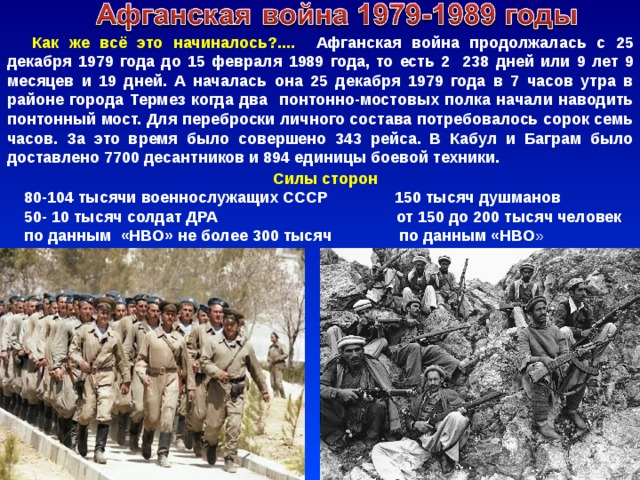 Афганская война 1979-1989 годы
Как же всё это начиналось?.... Афганская война продолжалась с 25
декабря 1979 года до 15 февраля 1989 года, то есть 2 238 дней или 9 лет 9
месяцев и 19 дней. А началась она 25 декабря 1979 года в 7 часов утра в
районе города Термез когда два понтонно-мостовых полка начали наводить
понтонный мост. Для переброски личного состава потребовалось сорок семь
часов. За это время было совершено 343 рейса. В Кабул и Баграм было
доставлено 7700 десантников и 894 единицы боевой техники.
Силы сторон
80-104 тысячи военнослужащих СССР 150 тысяч душманов
50- 10 тысяч солдат ДРА от 150 до 200 тысяч человек
по данным «НВО» не более 300 тысяч по данным «НВО»